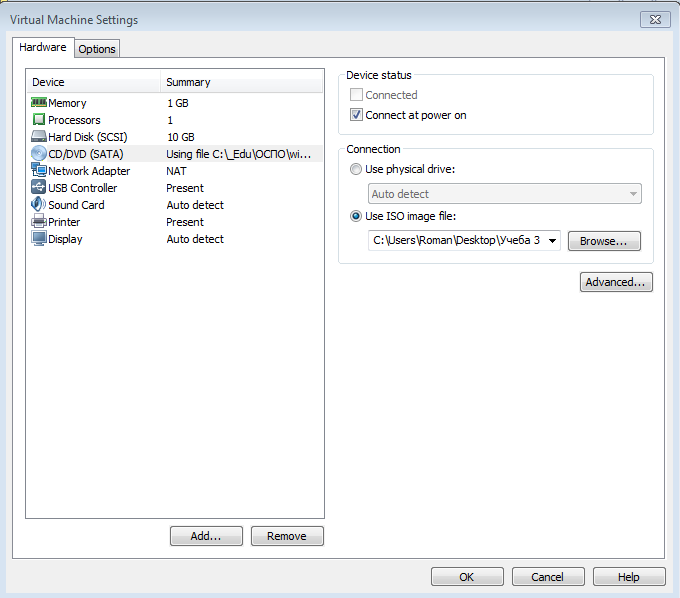 Virtual Machine Settings
Hardware Options
Device Summary
Memory 1 GB
Processors 1
Hard Disk (SCSI) 10 GB
CD/DVD (SATA) Using file C:\_Edu\ОСПО\wi...
Network Adapter NAT
USB Controller Present
Sound Card Auto detect
Printer Present
Display Auto detect
Add... Remove
Device status
Connected
Connect at power on
Connection
Use physical drive:
Auto detect
Use ISO image file:
C:\Users\Roman\Desktop\Учеба 3 Browse...
Advanced...
OK Cancel Help